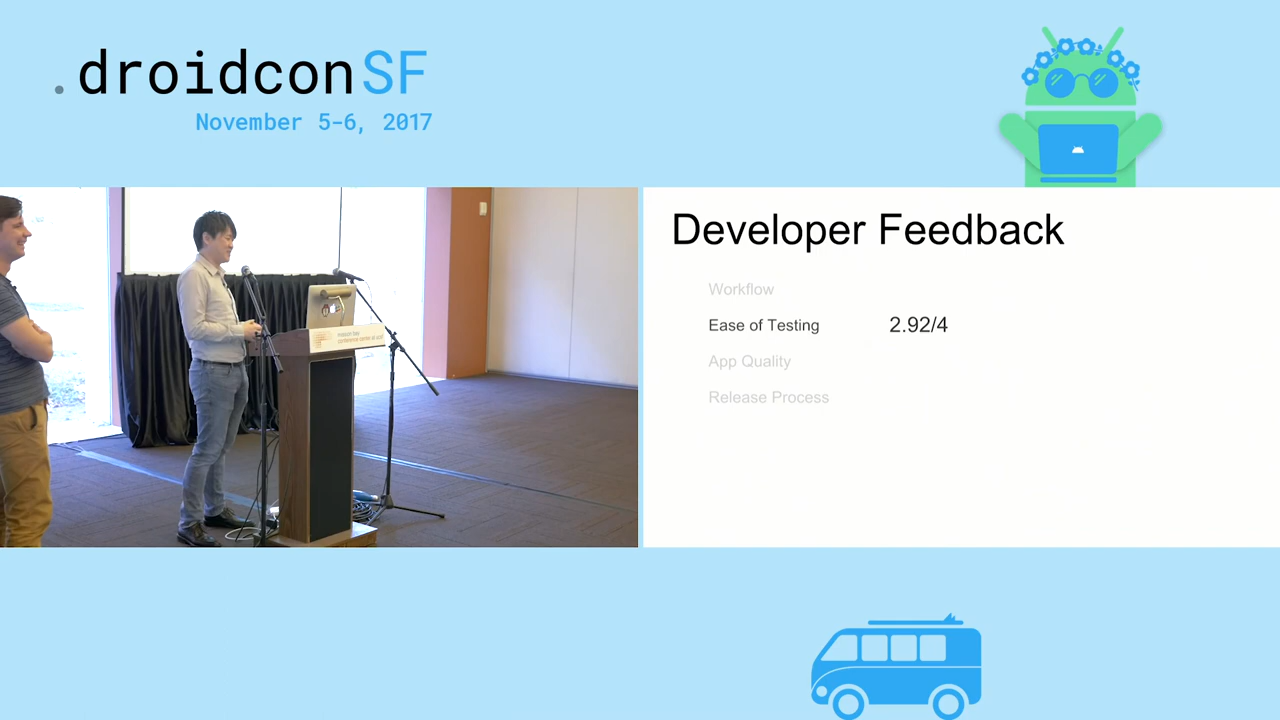 .droidconSF
November 5-6, 2017
Developer Feedback
Workflow
Ease of Testing 2.92/4
App Quality
Release Process